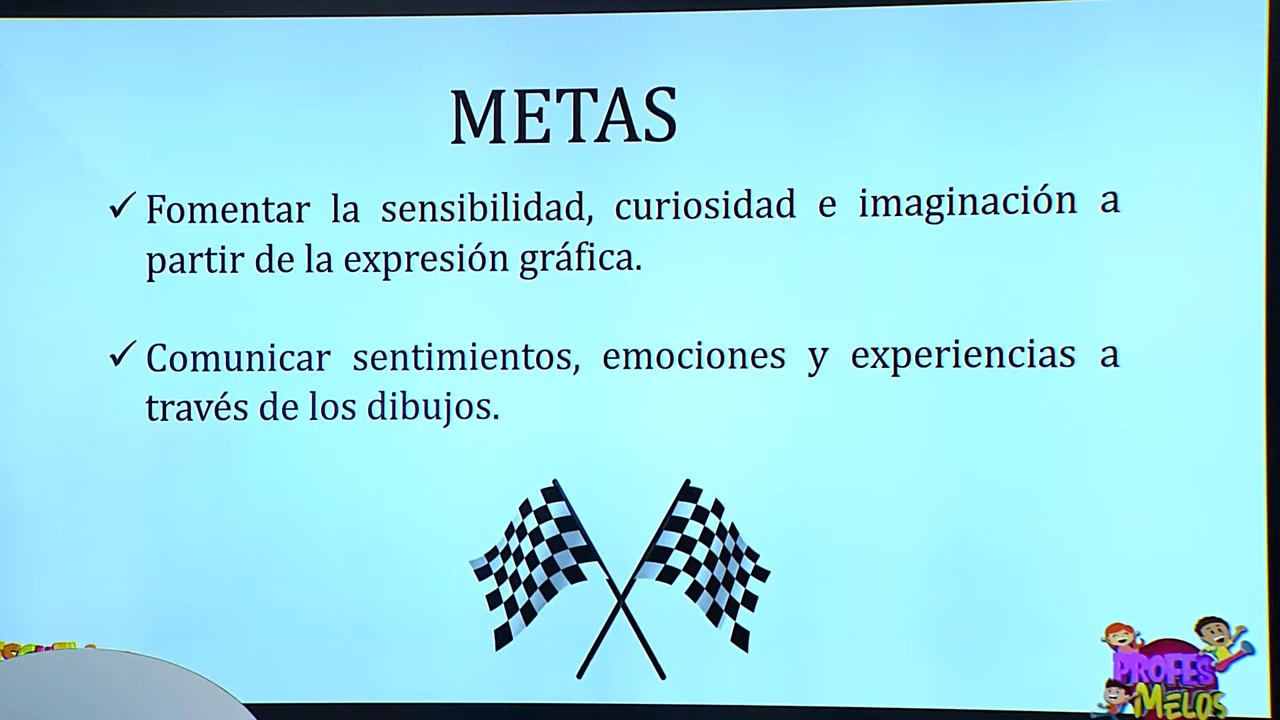 METAS
✓ Fomentar la sensibilidad, curiosidad e imaginación a
partir de la expresión gráfica.
✓ Comunicar sentimientos, emociones y experiencias a
través de los dibujos.
PROFES
MELOS